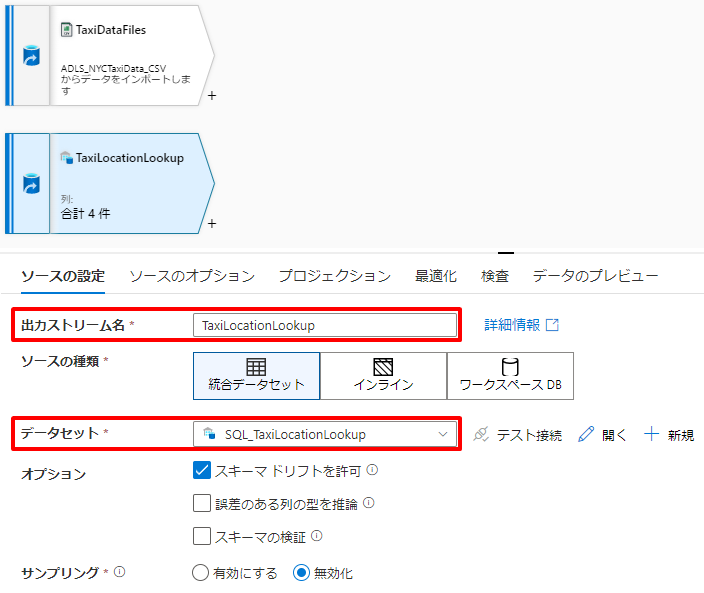 TaxiDataFiles
ADLS_NYCTaxiData_CSV
からデータをインポートしま
す
+
TaxiLocationLookup
列:
合計 4 件
+
ソースの設定 ソースのオプション プロジェクション 最適化 検査 データのプレビュー
出力ストリーム名 * TaxiLocationLookup 詳細情報
ソースの種類 * 統合データセット インライン ワークスペース DB
データセット * SQL_TaxiLocationLookup テスト接続 開く 新規
オプション スキーマ ドリフトを許可
誤差のある列の型を推論
スキーマの検証
サンプリング * 有効にする 無効化